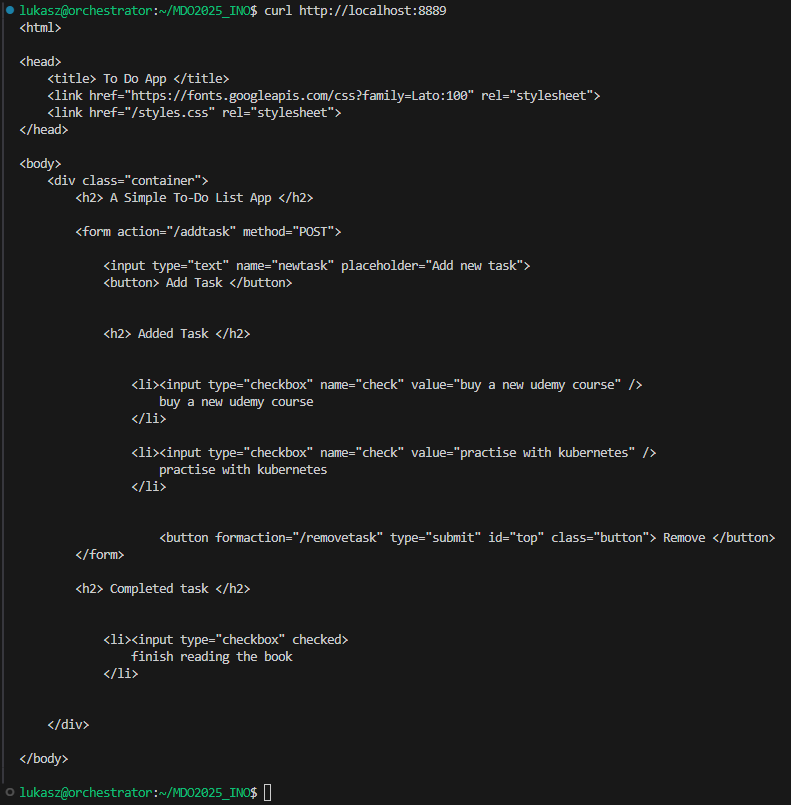 lukasz@orchestrator:~/MDO2025_INO$ curl http://localhost:8889
<html>
<head>
<title> To Do App </title>
<link href="https://fonts.googleapis.com/css?family=Lato:100" rel="stylesheet">
<link href="/styles.css" rel="stylesheet">
</head>
<body>
<div class="container">
<h2> A Simple To-Do List App </h2>
<form action="/addtask" method="POST">
<input type="text" name="newtask" placeholder="Add new task">
<button> Add Task </button>
<h2> Added Task </h2>
<li><input type="checkbox" name="check" value="buy a new udemy course" />
buy a new udemy course
</li>
<li><input type="checkbox" name="check" value="practise with kubernetes" />
practise with kubernetes
</li>
<button formaction="/removetask" type="submit" id="top" class="button"> Remove </button>
</form>
<h2> Completed task </h2>
<li><input type="checkbox" checked>
finish reading the book
</li>
</div>
</body>
lukasz@orchestrator:~/MDO2025_INO$